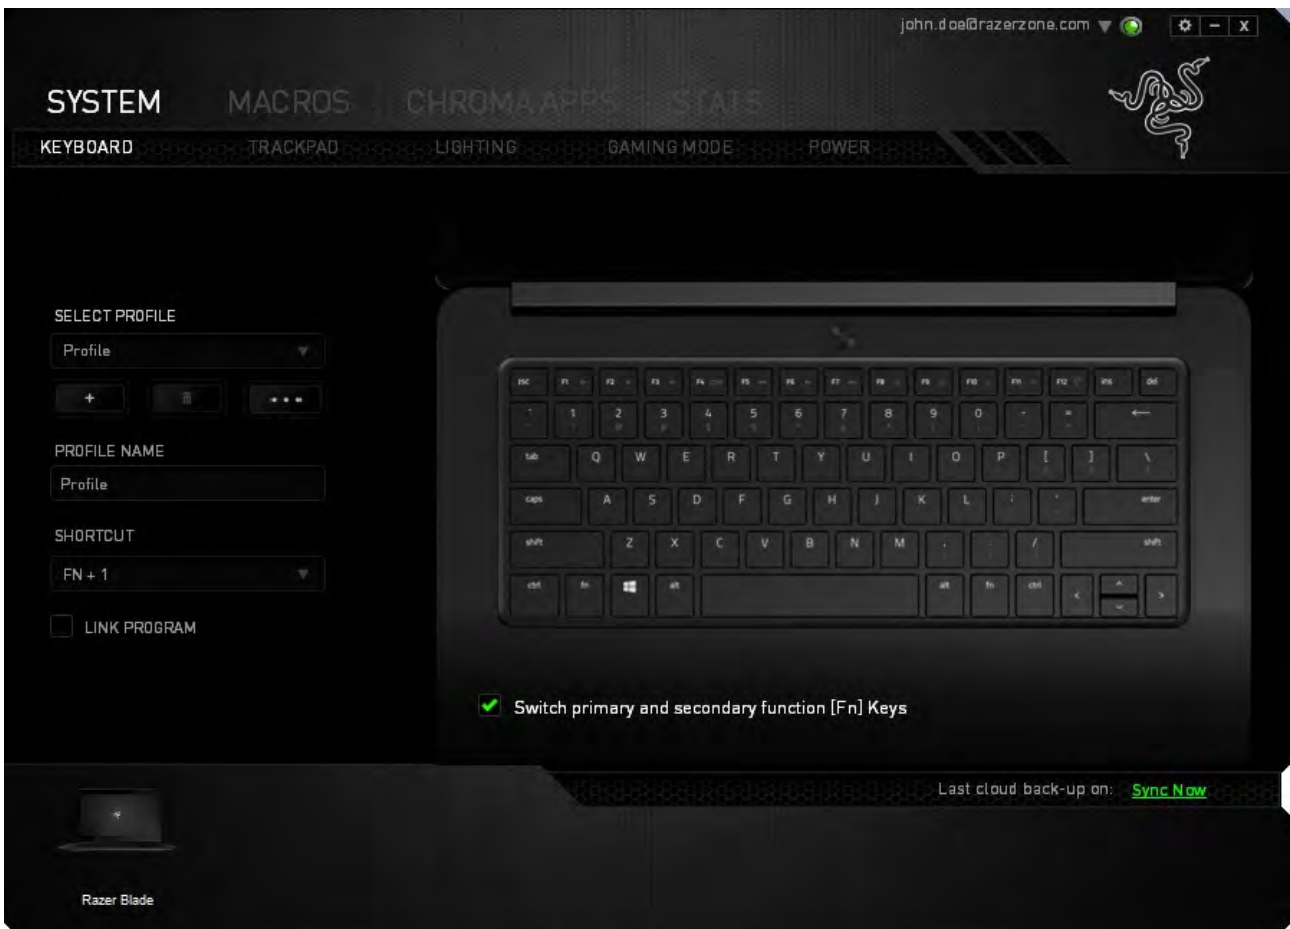 john.doe@razerzone.com
X
SYSTEM MACROS CHROMA APPS STATS
KEYBOARD TRACKPAD LIGHTING GAMING MODE POWER
SELECT PROFILE
Profile
PROFILE NAME
Profile
SHORTCUT
FN + 1
LINK PROGRAM
esc F1 F2 F3 F4 F5 F6 F7 F8 F9 F10 F11 F12 ins del
1 2 3 4 5 6 7 8 9 0 - =
tab Q W E R T Y U I O P [ ] \
caps A S D F G H J K L ; ' enter
shift Z X C V B N M . /  shift
ctrl fn alt alt fn ctrl
Switch primary and secondary function [Fn] Keys
Last cloud back-up on: Sync Now
Razer Blade